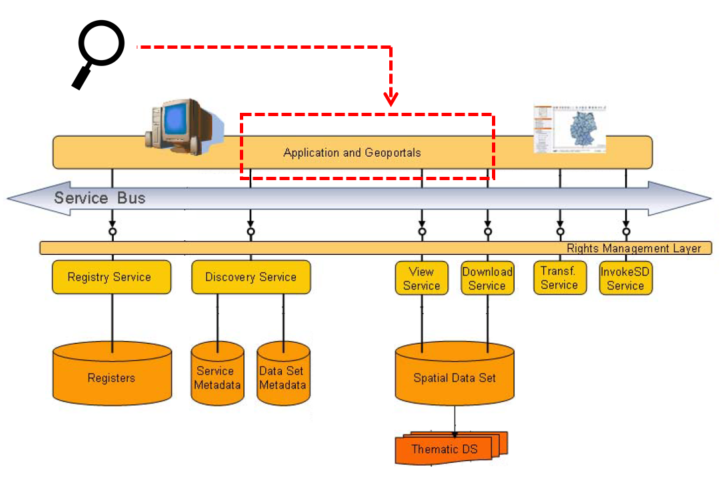 Application and Geoportals
Service Bus
Rights Management Layer
Registry Service
Discovery Service
View
Service
Download
Service
Transf.
Service
InvokeSD
Service
Registers
Service
Metadata
Data Set
Metadata
Spatial Data Set
Thematic DS